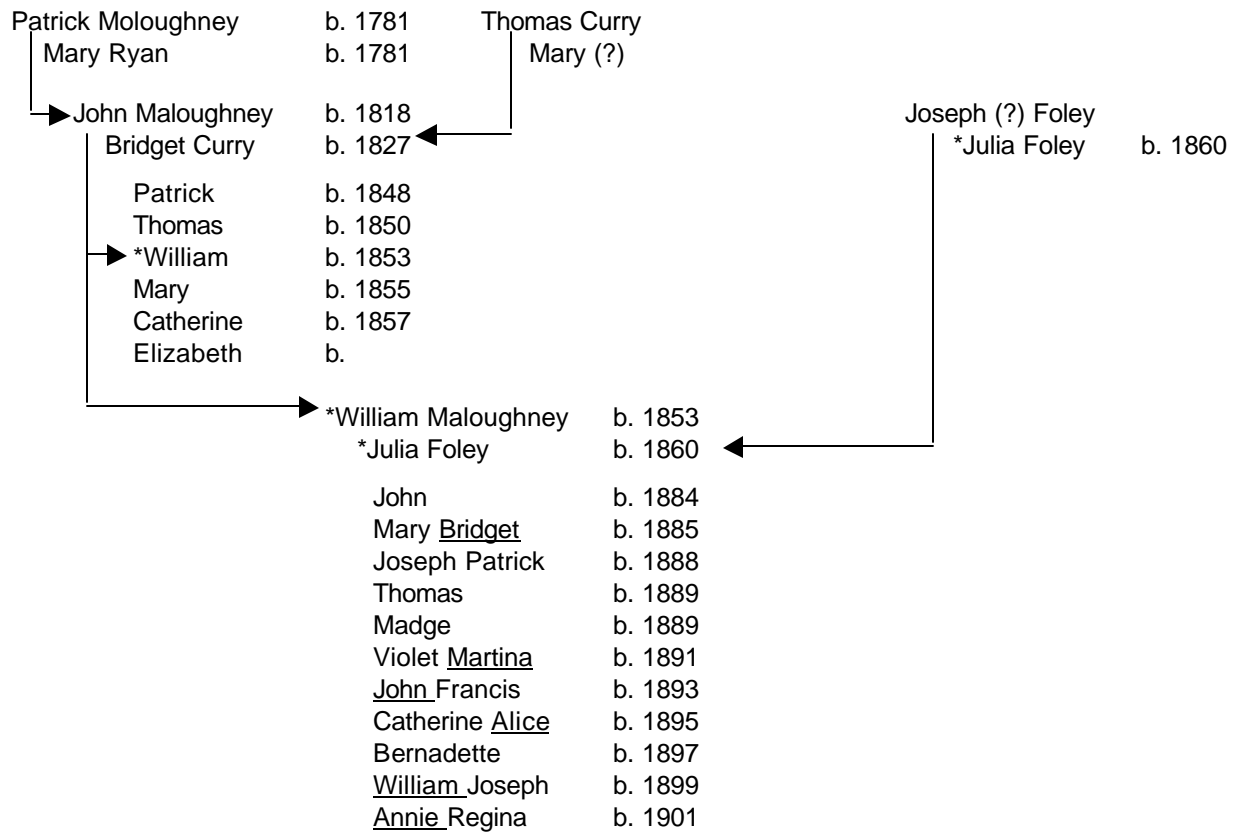 Patrick Moloughney b. 1781 Thomas Curry
Mary Ryan b. 1781 Mary (?)
John Maloughney b. 1818 Joseph (?) Foley
Bridget Curry b. 1827 *Julia Foley b. 1860
Patrick b. 1848
Thomas b. 1850
*William b. 1853
Mary b. 1855
Catherine b. 1857
Elizabeth b.
*William Maloughney b. 1853
*Julia Foley b. 1860
John b. 1884
Mary Bridget b. 1885
Joseph Patrick b. 1888
Thomas b. 1889
Madge b. 1889
Violet Martina b. 1891
John Francis b. 1893
Catherine Alice b. 1895
Bernadette b. 1897
William Joseph b. 1899
Annie Regina b. 1901